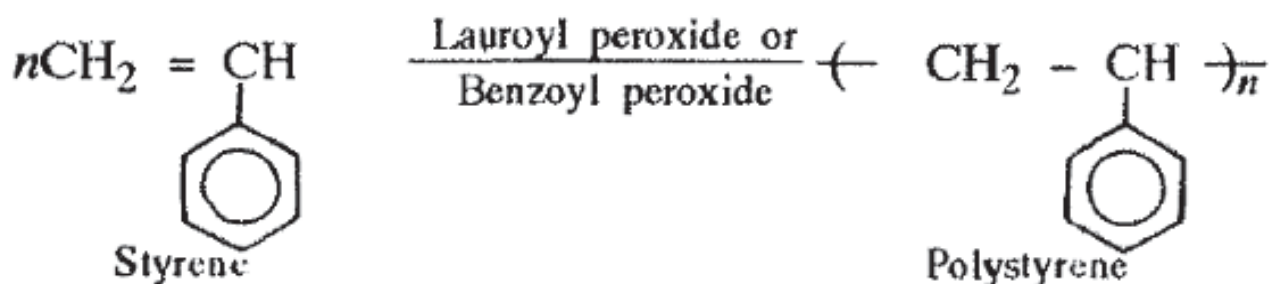 nCH₂ = CH Lauroyl peroxide or ( CH₂ - CH )n
Benzoyl peroxide
Styrene Polystyrene